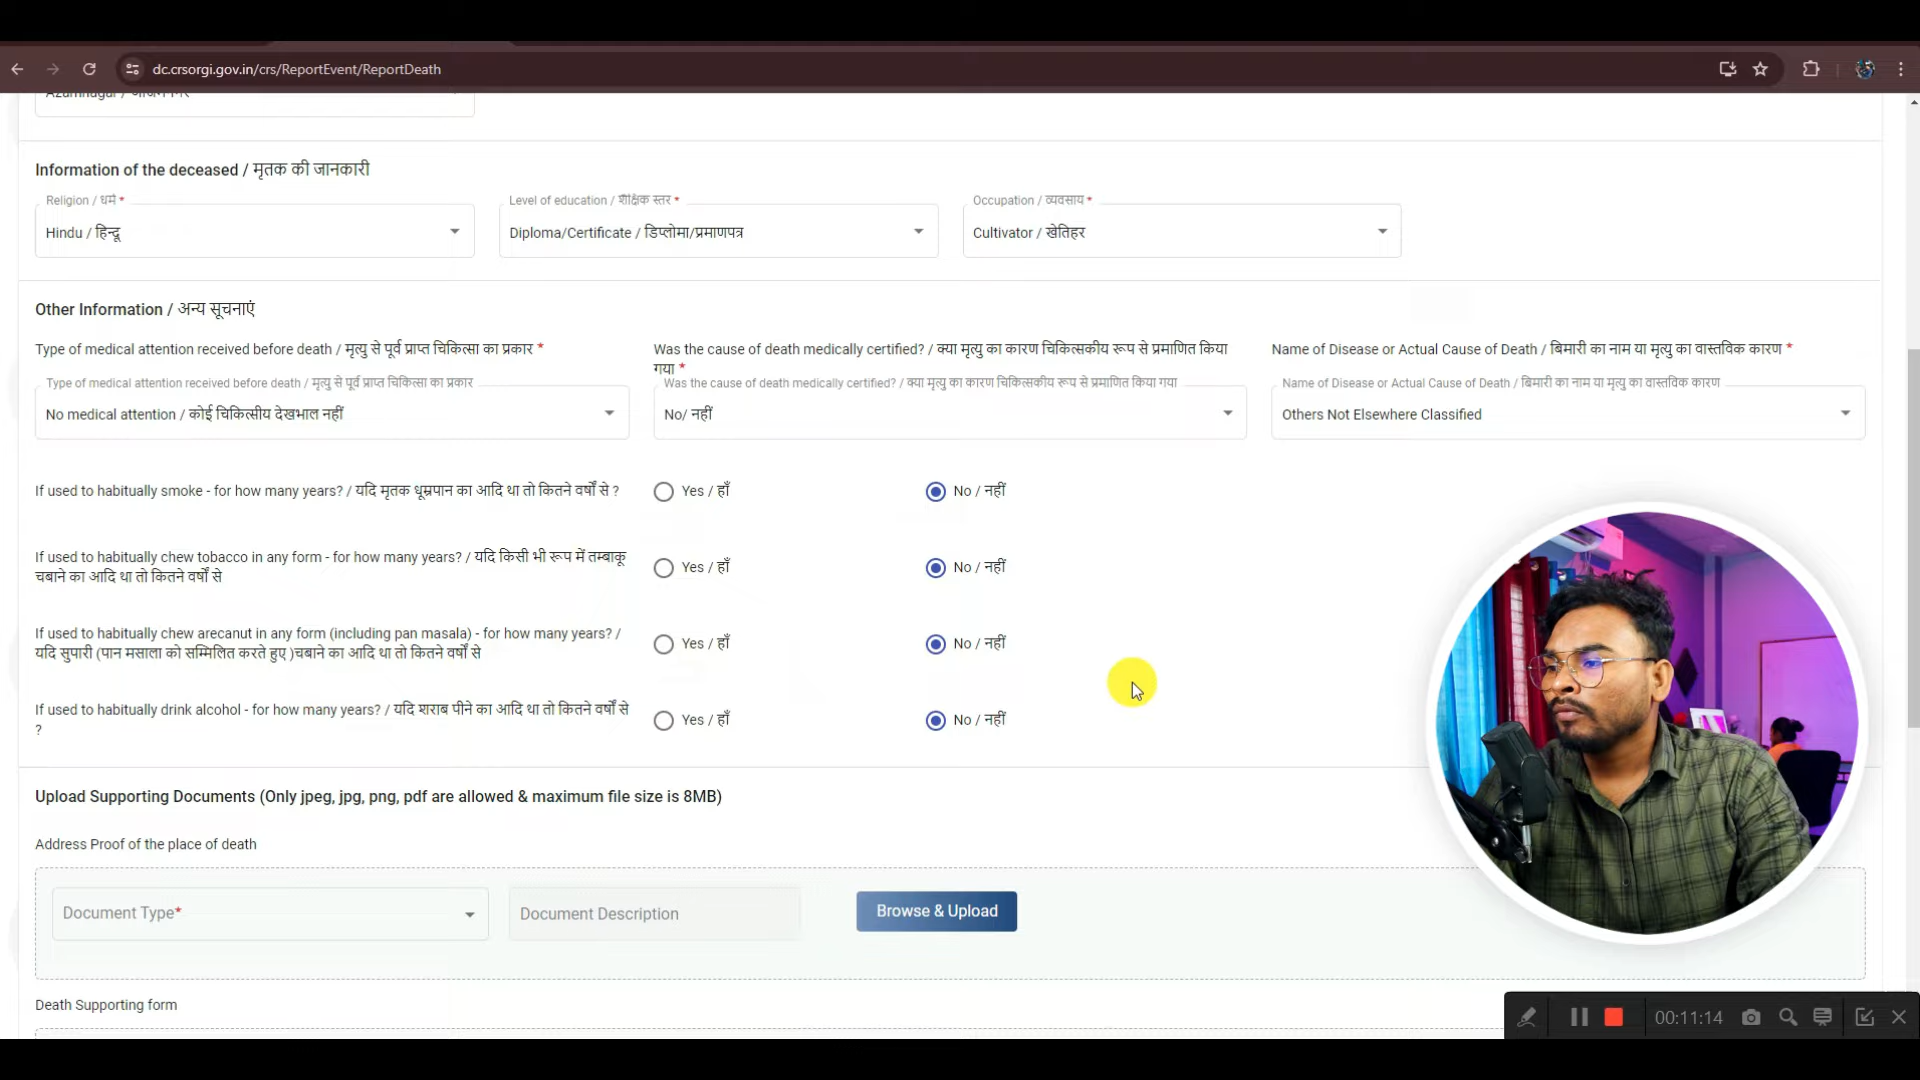 dc.crsorgi.gov.in/crs/ReportEvent/ReportDeath
Information of the deceased / मृतक की जानकारी
Religion / धर्म *
Level of education / शैक्षिक स्तर *
Occupation / व्यवसाय *
Hindu / हिन्दू
Diploma/Certificate / डिप्लोमा/प्रमाणपत्र
Cultivator / खेतिहर
Other Information / अन्य सूचनाएं
Type of medical attention received before death / मृत्यु से पूर्व प्राप्त चिकित्सा का प्रकार *
Was the cause of death medically certified? / क्या मृत्यु का कारण चिकित्सकीय रूप से प्रमाणित किया
गया *
Name of Disease or Actual Cause of Death / बिमारी का नाम या मृत्यु का वास्तविक कारण *
Type of medical attention received before death / मृत्यु से पूर्व प्राप्त चिकित्सा का प्रकार
Was the cause of death medically certified? / क्या मृत्यु का कारण चिकित्सकीय रूप से प्रमाणित किया गया
Name of Disease or Actual Cause of Death / बिमारी का नाम या मृत्यु का वास्तविक कारण
No medical attention / कोई चिकित्सीय देखभाल नहीं
No/ नहीं
Others Not Elsewhere Classified
If used to habitually smoke - for how many years? / यदि मृतक धूम्रपान का आदि था तो कितने वर्षों से ?
Yes / हाँ
No / नहीं
If used to habitually chew tobacco in any form - for how many years? / यदि किसी भी रूप में तम्बाकू
चबाने का आदि था तो कितने वर्षों से
Yes / हाँ
No / नहीं
If used to habitually chew arecanut in any form (including pan masala) - for how many years? /
यदि सुपारी (पान मसाला को सम्मिलित करते हुए )चबाने का आदि था तो कितने वर्षों से
Yes / हाँ
No / नहीं
If used to habitually drink alcohol - for how many years? / यदि शराब पीने का आदि था तो कितने वर्षों से
?
Yes / हाँ
No / नहीं
Upload Supporting Documents (Only jpeg, jpg, png, pdf are allowed & maximum file size is 8MB)
Address Proof of the place of death
Document Type*
Document Description
Browse & Upload
Death Supporting form
00:11:14